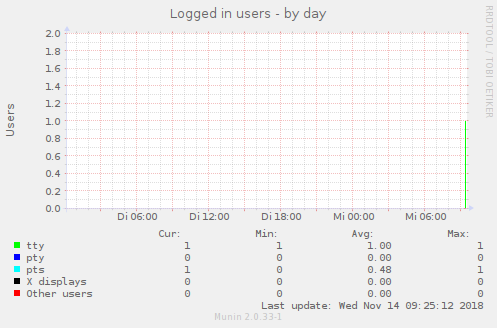 Logged in users - by day
RRDTOOL / TOBI OETIKER
Users
2.0
1.8
1.6
1.4
1.2
1.0
0.8
0.6
0.4
0.2
0.0
Di 06:00 Di 12:00 Di 18:00 Mi 00:00 Mi 06:00
Cur: Min: Avg: Max:
tty 1 1 1.00 1
pty 0 0 0.00 0
pts 1 0 0.48 1
X displays 0 0 0.00 0
Other users 0 0 0.00 0
Last update: Wed Nov 14 09:25:12 2018
Munin 2.0.33-1